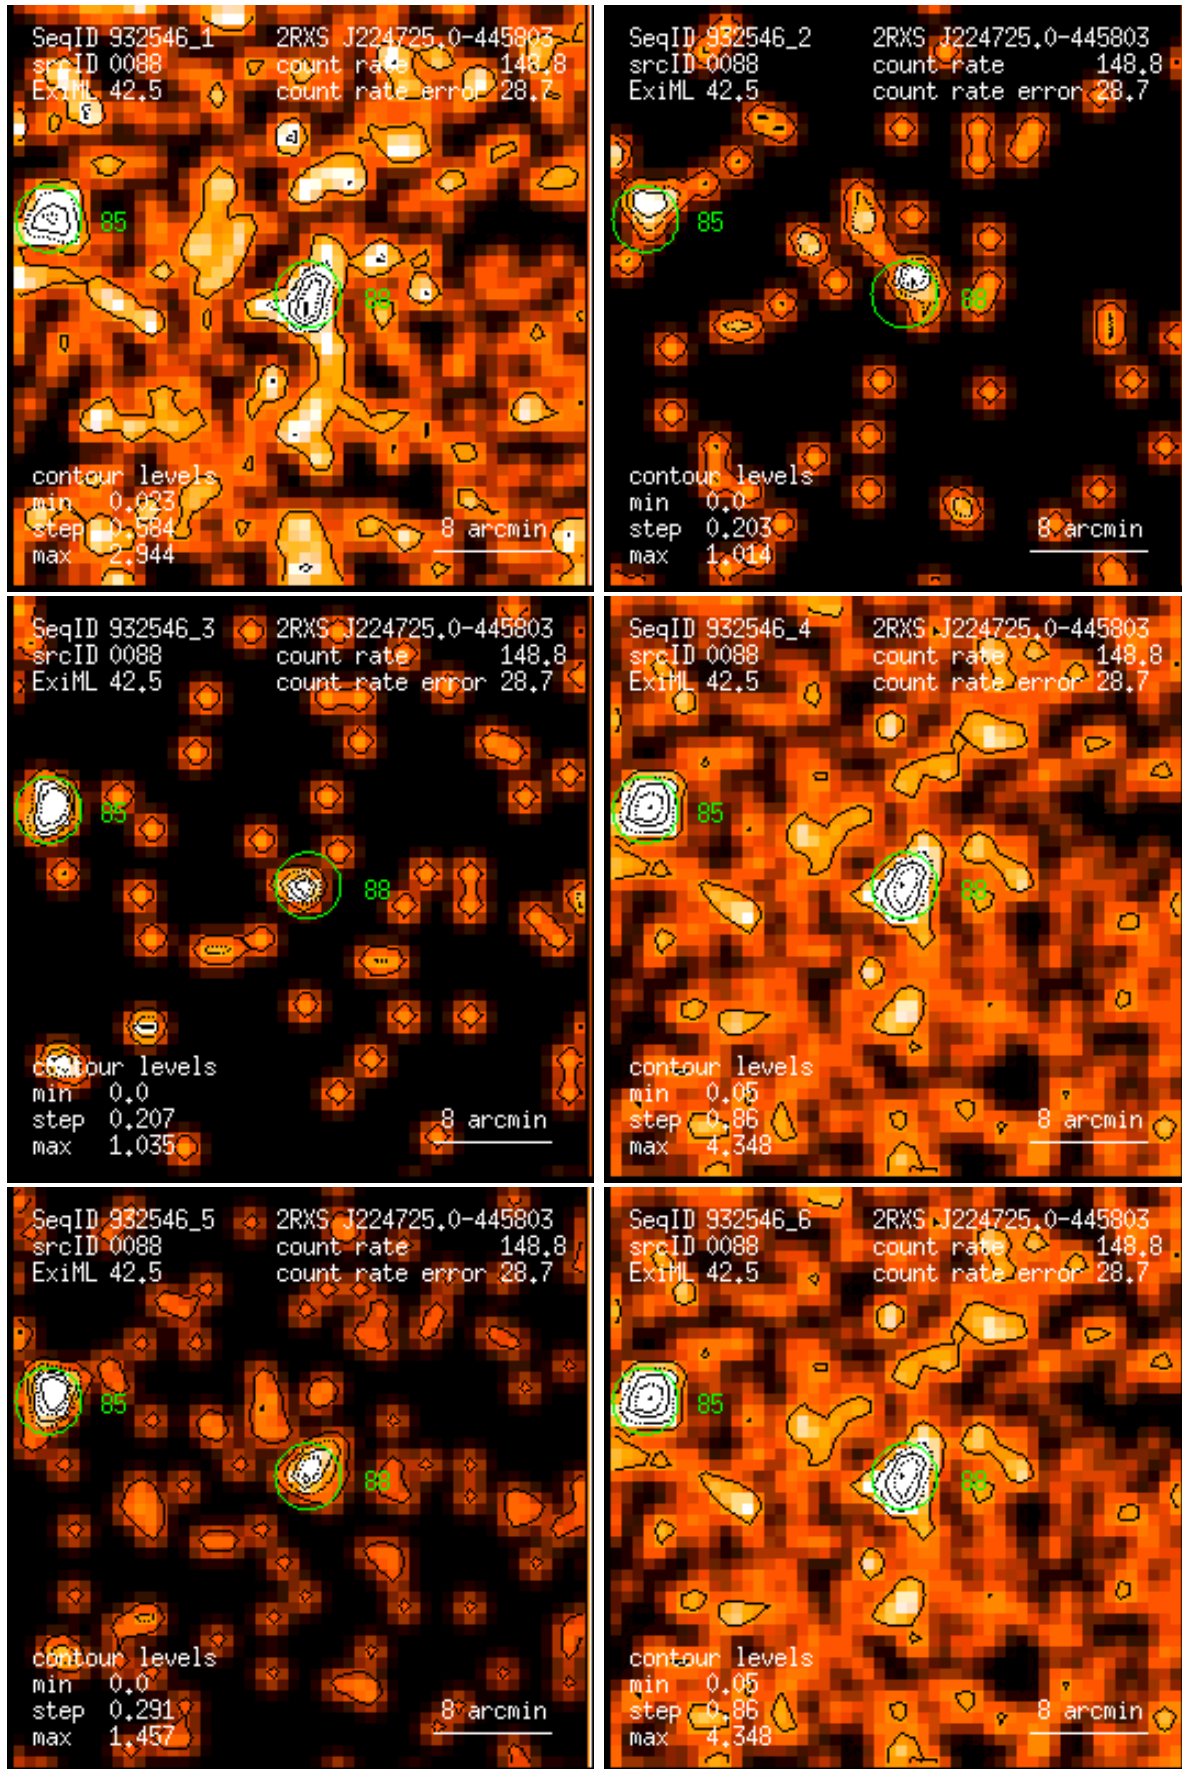 SeqID 932546_1 2RXS J224725.0-445803
srcID 0088 count rate 148.8
ExiML 42.5 count rate error 28.7
85
88
contour levels
min 0.023
step 0.584
max 2.944
8 arcmin
SeqID 932546_2 2RXS J224725.0-445803
srcID 0088 count rate 148.8
ExiML 42.5 count rate error 28.7
85
88
contour levels
min 0.0
step 0.203
max 1.014
8 arcmin
SeqID 932546_3 2RXS J224725.0-445803
srcID 0088 count rate 148.8
ExiML 42.5 count rate error 28.7
85
88
contour levels
min 0.0
step 0.207
max 1.035
8 arcmin
SeqID 932546_4 2RXS J224725.0-445803
srcID 0088 count rate 148.8
ExiML 42.5 count rate error 28.7
85
88
contour levels
min 0.05
step 0.86
max 4.348
8 arcmin
SeqID 932546_5 2RXS J224725.0-445803
srcID 0088 count rate 148.8
ExiML 42.5 count rate error 28.7
85
88
contour levels
min 0.0
step 0.291
max 1.457
8 arcmin
SeqID 932546_6 2RXS J224725.0-445803
srcID 0088 count rate 148.8
ExiML 42.5 count rate error 28.7
85
88
contour levels
min 0.05
step 0.86
max 4.348
8 arcmin